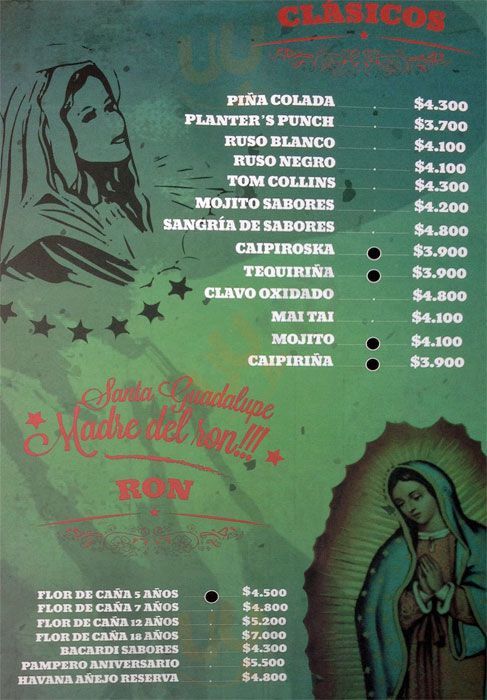 CLÁSICOS
PIÑA COLADA $4.300
PLANTER'S PUNCH $3.700
RUSO BLANCO $4.100
RUSO NEGRO $4.100
TOM COLLINS $4.300
MOJITO SABORES $4.200
SANGRÍA DE SABORES $4.800
CAIPIROSKA $3.900
TEQUIRIÑA $3.900
CLAVO OXIDADO $4.800
MAI TAI $4.100
MOJITO $4.100
CAIPIRIÑA $3.900
Santa Guadalupe
Madre del ron!!!
RON
FLOR DE CAÑA 5 AÑOS $4.500
FLOR DE CAÑA 7 AÑOS $4.800
FLOR DE CAÑA 12 AÑOS $5.200
FLOR DE CAÑA 18 AÑOS $7.000
BACARDI SABORES $4.300
PAMPERO ANIVERSARIO $5.500
HAVANA AÑEJO RESERVA $4.800